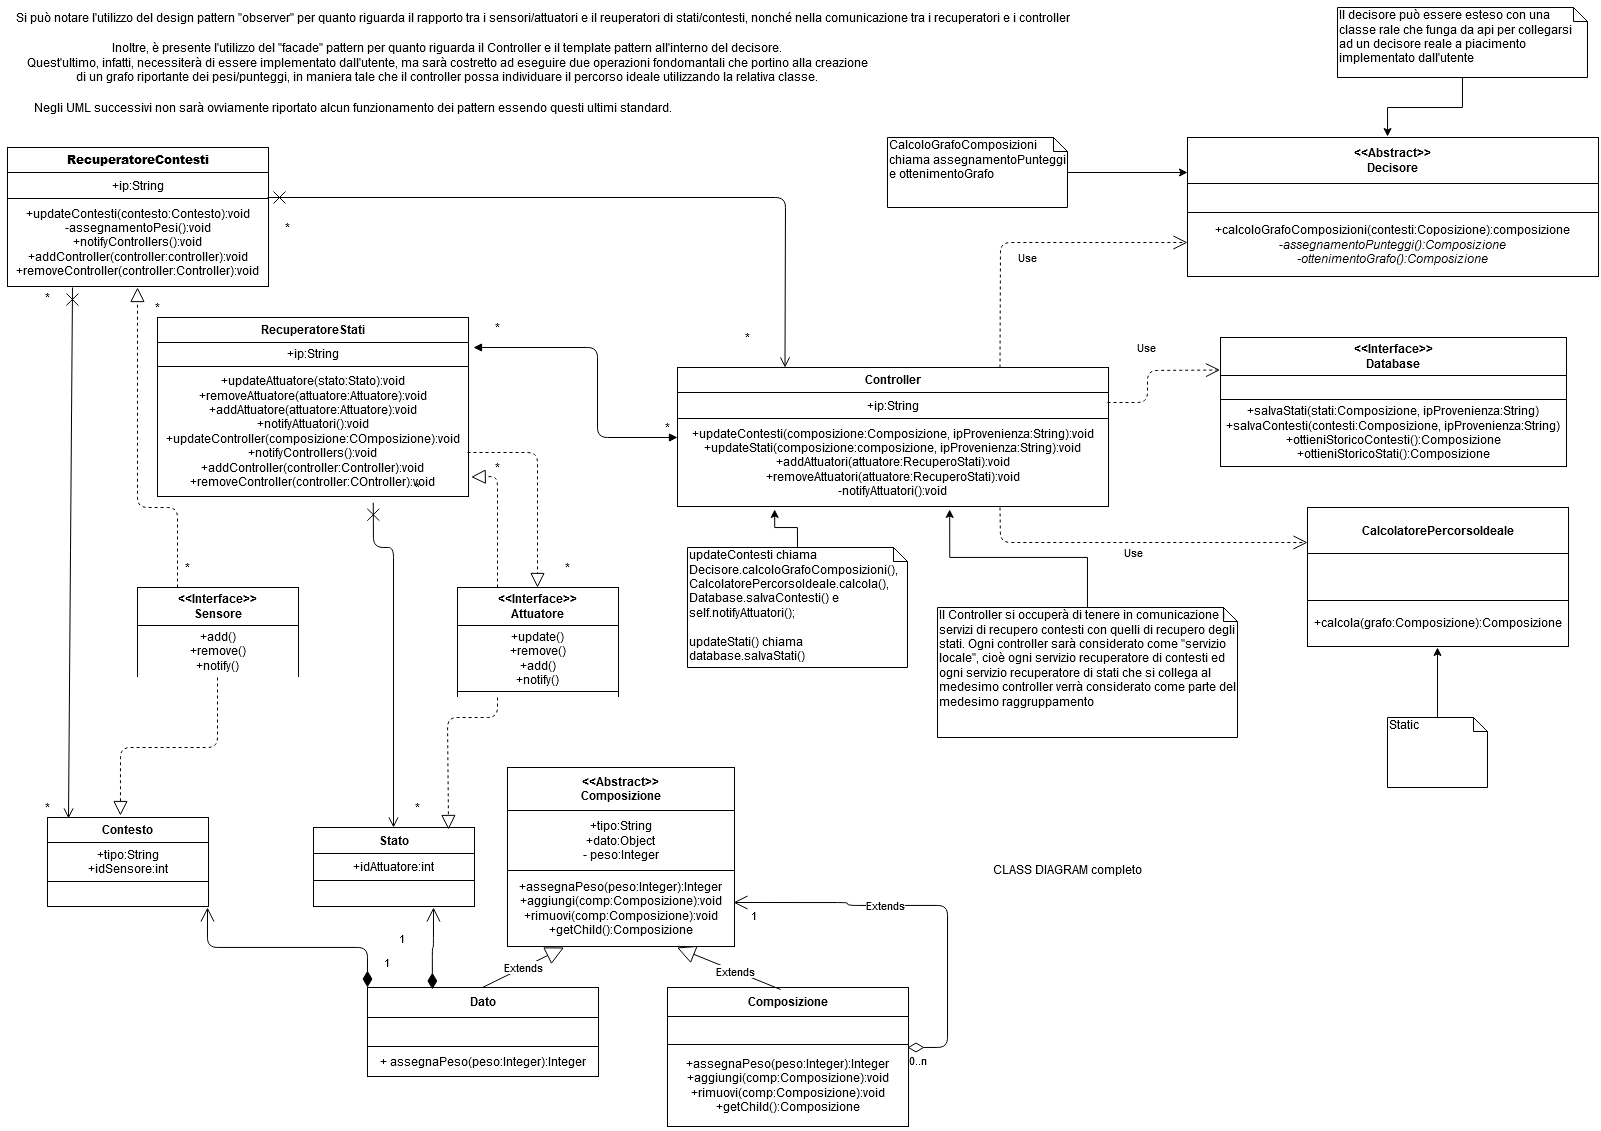 Si può notare l'utilizzo del design pattern "observer" per quanto riguarda il rapporto tra i sensori/attuatori e il reuperatori di stati/contesti, nonché nella comunicazione tra i recuperatori e i controller
Inoltre, è presente l'utilizzo del "facade" pattern per quanto riguarda il Controller e il template pattern all'interno del decisore.
Quest'ultimo, infatti, necessiterà di essere implementato dall'utente, ma sarà costretto ad eseguire due operazioni fondomantali che portino alla creazione
di un grafo riportante dei pesi/punteggi, in maniera tale che il controller possa individuare il percorso ideale utilizzando la relativa classe.
Negli UML successivi non sarà ovviamente riportato alcun funzionamento dei pattern essendo questi ultimi standard.
Il decisore può essere esteso con una
classe rale che funga da api per collegarsi
ad un decisore reale a piacimento
implementato dall'utente
CalcoloGrafoComposizioni
chiama assegnamentoPunteggi
e ottenimentoGrafo
<<Abstract>>
Decisore
+calcoloGrafoComposizioni(contesti:Coposizione):composizione
-assegnamentoPunteggi():Composizione
-ottenimentoGrafo():Composizione
RecuperatoreContesti
+ip:String
+updateContesti(contesto:Contesto):void
-assegnamentoPesi():void
+notifyControllers():void
+addController(controller:controller):void
+removeController(controller:Controller):void
*
*
*
*
Use
RecuperatoreStati
+ip:String
+updateAttuatore(stato:Stato):void
+removeAttuatore(attuatore:Attuatore):void
+addAttuatore(attuatore:Attuatore):void
+notifyAttuatori():void
+updateController(composizione:COmposizione):void
+notifyControllers():void
+addController(controller:Controller):void
+removeController(controller:COntroller):void
*
*
*
Use
<<Interface>>
Database
+salvaStati(stati:Composizione, ipProvenienza:String)
+salvaContesti(contesti:Composizione, ipProvenienza:String)
+ottieniStoricoContesti():Composizione
+ottieniStoricoStati():Composizione
Controller
+ip:String
+updateContesti(composizione:Composizione, ipProvenienza:String):void
+updateStati(composizione:composizione, ipProvenienza:String):void
+addAttuatori(attuatore:RecuperoStati):void
+removeAttuatori(attuatore:RecuperoStati):void
-notifyAttuatori():void
Use
CalcolatorePercorsoIdeale
+calcola(grafo:Composizione):Composizione
Static
updateContesti chiama
Decisore.calcoloGrafoComposizioni(),
CalcolatorePercorsoIdeale.calcola(),
Database.salvaContesti() e
self.notifyAttuatori();
updateStati() chiama
database.salvaStati()
Il Controller si occuperà di tenere in comunicazione
servizi di recupero contesti con quelli di recupero degli
stati. Ogni controller sarà considerato come "servizio
locale", cioè ogni servizio recuperatore di contesti ed
ogni servizio recuperatore di stati che si collega al
medesimo controller verrà considerato come parte del
medesimo raggruppamento
*
<<Interface>>
Sensore
+add()
+remove()
+notify()
*
<<Interface>>
Attuatore
+update()
+remove()
+add()
+notify()
*
*
Contesto
+tipo:String
+idSensore:int
Stato
+idAttuatore:int
<<Abstract>>
Composizione
+tipo:String
+dato:Object
- peso:Integer
+assegnaPeso(peso:Integer):Integer
+aggiungi(comp:Composizione):void
+rimuovi(comp:Composizione):void
+getChild():Composizione
CLASS DIAGRAM completo
Extends
1
1
1
Extends
Extends
Dato
+ assegnaPeso(peso:Integer):Integer
Composizione
+assegnaPeso(peso:Integer):Integer
+aggiungi(comp:Composizione):void
+rimuovi(comp:Composizione):void
+getChild():Composizione
0..n